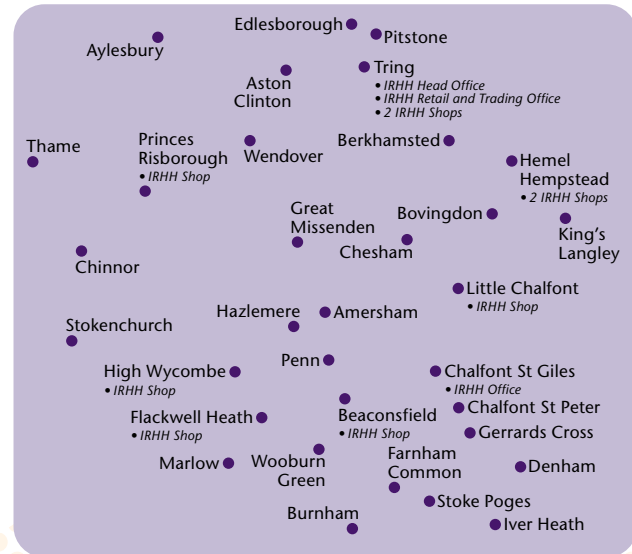 Edlesborough
Pitstone
Aylesbury
Tring
• IRHH Head Office
• IRHH Retail and Trading Office
• 2 IRHH Shops
Aston
Clinton
Thame
Princes
Risborough
• IRHH Shop
Wendover
Berkhamsted
Hemel
Hempstead
• 2 IRHH Shops
Great
Missenden
Bovingdon
King's
Langley
Chesham
Chinnor
Little Chalfont
• IRHH Shop
Hazlemere
Amersham
Stokenchurch
Penn
High Wycombe
• IRHH Shop
Chalfont St Giles
• IRHH Office
Flackwell Heath
• IRHH Shop
Beaconsfield
• IRHH Shop
Chalfont St Peter
Gerrards Cross
Marlow
Wooburn
Green
Farnham
Common
Denham
Stoke Poges
Burnham
Iver Heath